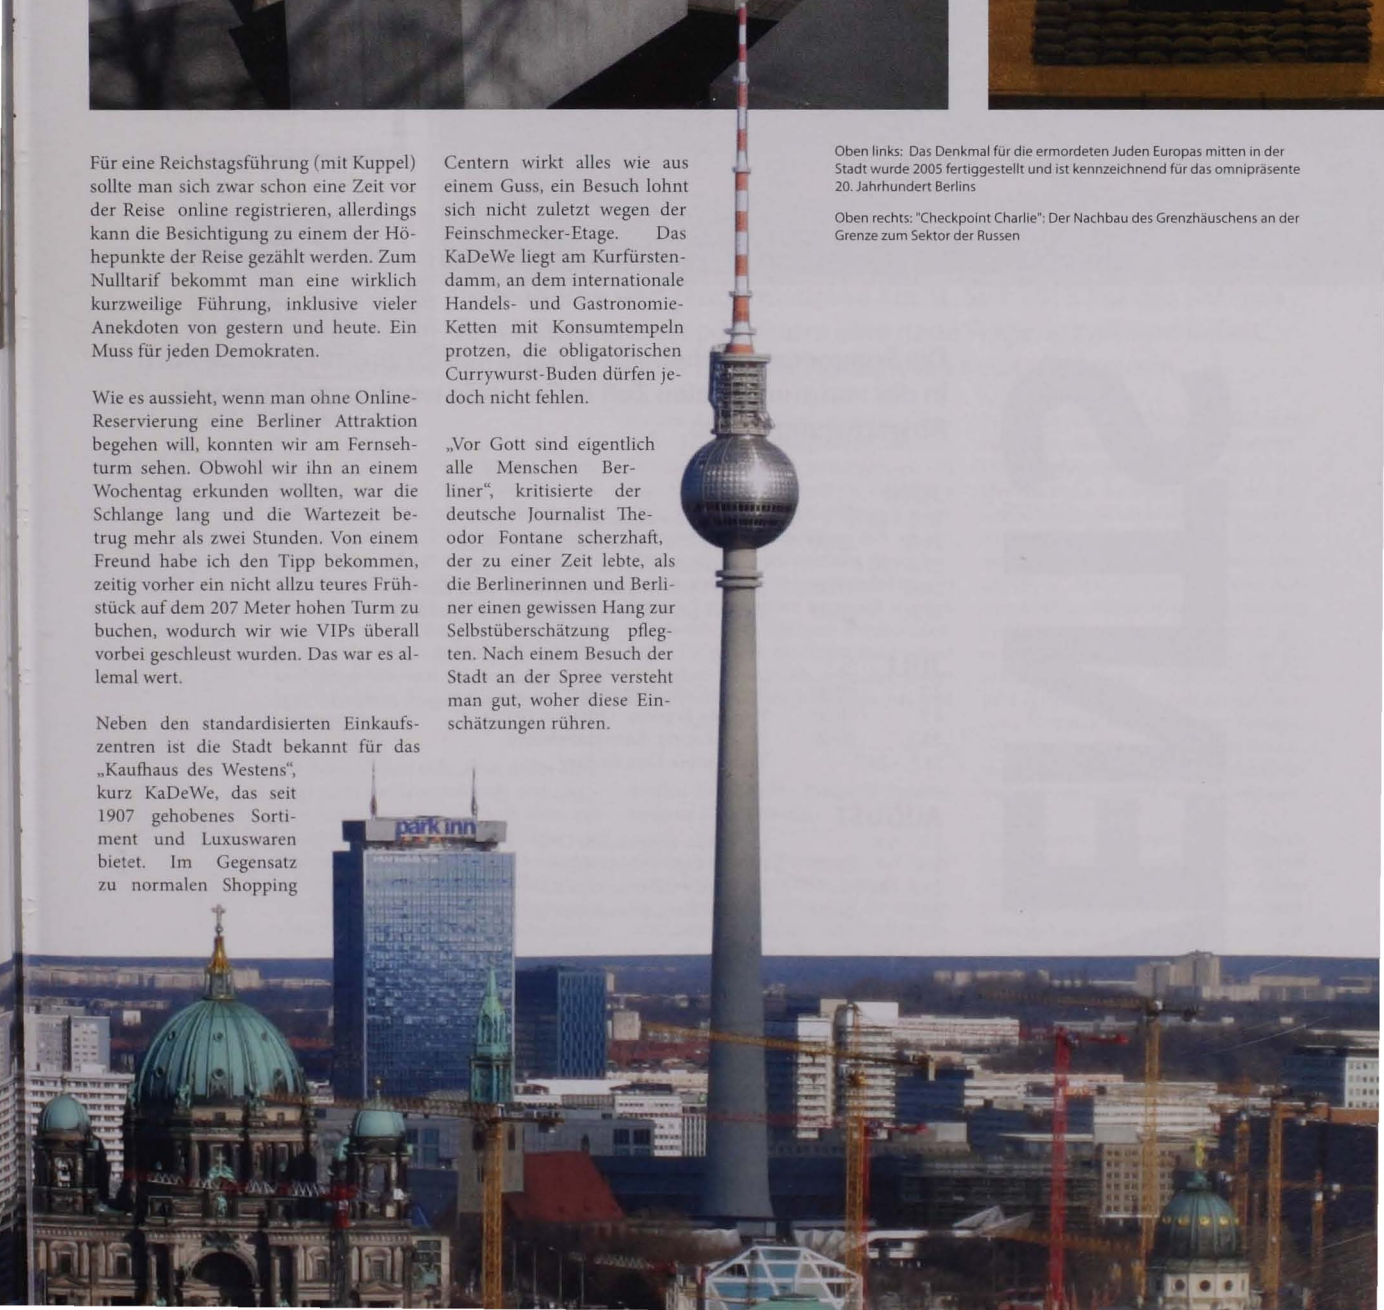 Für eine Reichstagsführung (mit Kuppel)
sollte man sich zwar schon eine Zeit vor
der Reise online registrieren, allerdings
kann die Besichtigung zu einem der Hö-
hepunkte der Reise gezählt werden. Zum
Nulltarif bekommt man eine wirklich
kurzweilige Führung, inklusive vieler
Anekdoten von gestern und heute. Ein
Muss für jeden Demokraten.
Wie es aussieht, wenn man ohne Online-
Reservierung eine Berliner Attraktion
begehen will, konnten wir am Fernseh-
turm sehen. Obwohl wir ihn an einem
Wochentag erkunden wollten, war die
Schlange lang und die Wartezeit be-
trug mehr als zwei Stunden. Von einem
Freund habe ich den Tipp bekommen,
zeitig vorher ein nicht allzu teures Früh-
stück auf dem 207 Meter hohen Turm zu
buchen, wodurch wir wie VIPs überall
vorbei geschleust wurden. Das war es al-
lemal wert.
Neben den standardisierten Einkaufs-
zentren ist die Stadt bekannt für das
„Kaufhaus des Westens“,
kurz KaDeWe, das seit
1907 gehobenes Sorti-
ment und Luxuswaren
bietet. Im Gegensatz
zu normalen Shopping
Centern wirkt alles wie aus
einem Guss, ein Besuch lohnt
sich nicht zuletzt wegen der
Feinschmecker-Etage. Das
KaDeWe liegt am Kurfürsten-
damm, an dem internationale
Handels- und Gastronomie-
Ketten mit Konsumtempeln
protzen, die obligatorischen
Currywurst-Buden dürfen je-
doch nicht fehlen.
„Vor Gott sind eigentlich
alle Menschen Ber-
liner“, kritisierte der
deutsche Journalist The-
odor Fontane scherzhaft,
der zu einer Zeit lebte, als
die Berlinerinnen und Berli-
ner einen gewissen Hang zur
Selbstüberschätzung pfleg-
ten. Nach einem Besuch der
Stadt an der Spree versteht
man gut, woher diese Ein-
schätzungen rühren.
Oben links: Das Denkmal für die ermordeten Juden Europas mitten in der
Stadt wurde 2005 fertiggestellt und ist kennzeichnend für das omnipräsente
20. Jahrhundert Berlins
Oben rechts: "Checkpoint Charlie": Der Nachbau des Grenzhäuschens an der
Grenze zum Sektor der Russen
park inn